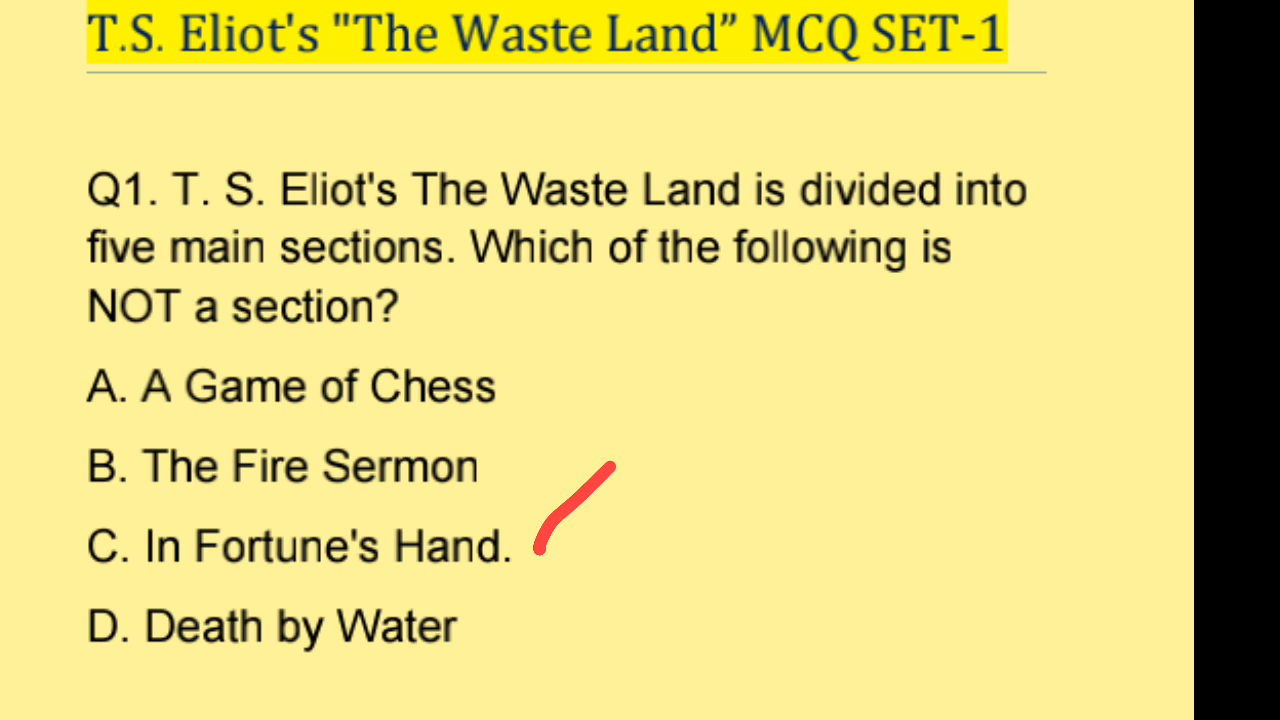 T.S. Eliot's "The Waste Land” MCQ SET-1
Q1. T. S. Eliot's The Waste Land is divided into
five main sections. Which of the following is
NOT a section?
A. A Game of Chess
B. The Fire Sermon
C. In Fortune's Hand.
D. Death by Water